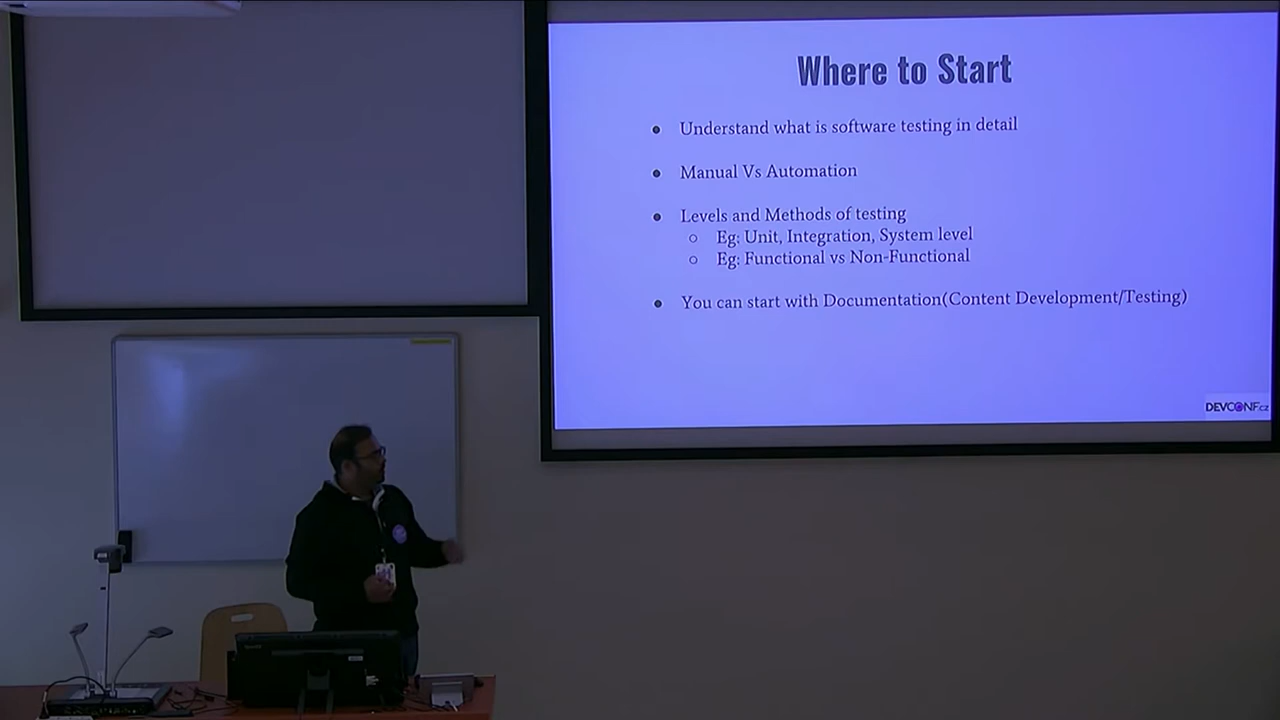 Where to Start
Understand what is software testing in detail
Manual Vs Automation
Levels and Methods of testing
Eg: Unit, Integration, System level
Eg: Functional vs Non-Functional
You can start with Documentation(Content Development/Testing)
DEVCONF.cz